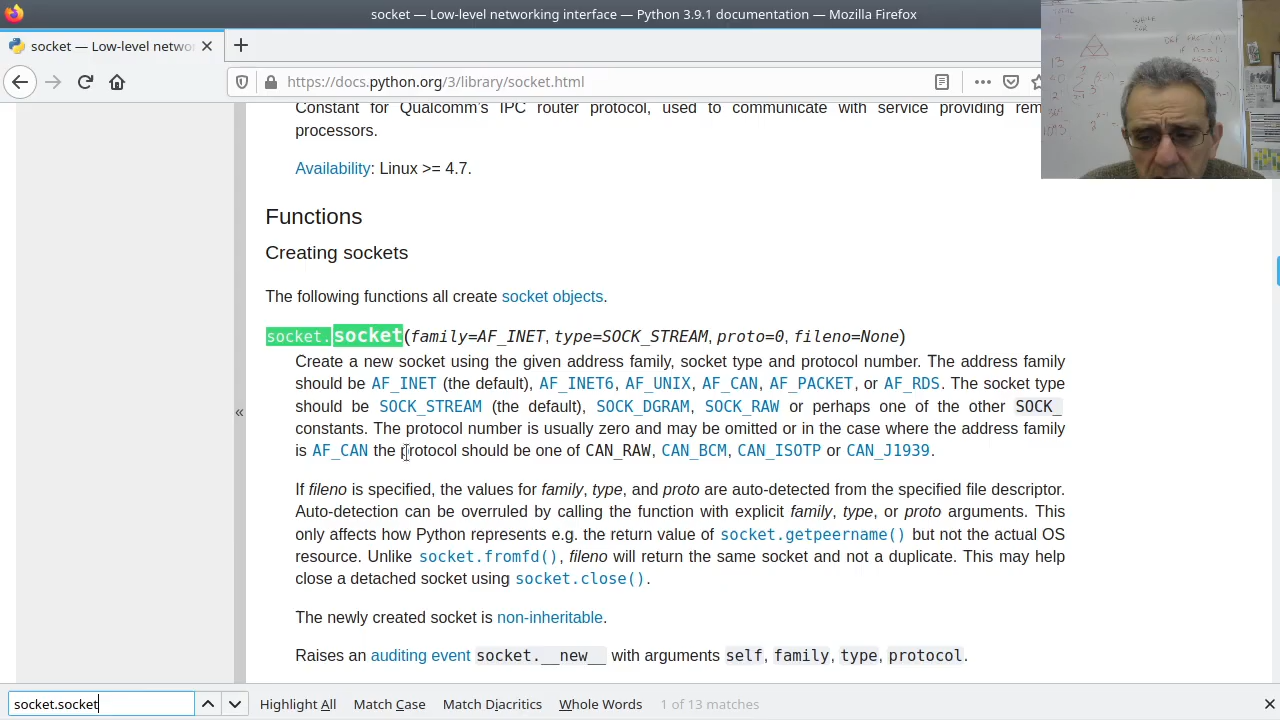 socket — Low-level networking interface — Python 3.9.1 documentation — Mozilla Firefox
socket — Low-level netwo
https://docs.python.org/3/library/socket.html
Constant for Qualcomm's IPC router protocol, used to communicate with service providing rem
processors.
Availability: Linux >= 4.7.
Functions
Creating sockets
The following functions all create socket objects.
socket.socket(family=AF_INET, type=SOCK_STREAM, proto=0, fileno=None)
Create a new socket using the given address family, socket type and protocol number. The address family
should be AF_INET (the default), AF_INET6, AF_UNIX, AF_CAN, AF_PACKET, or AF_RDS. The socket type
should be SOCK_STREAM (the default), SOCK_DGRAM, SOCK_RAW or perhaps one of the other SOCK_
constants. The protocol number is usually zero and may be omitted or in the case where the address family
is AF_CAN the protocol should be one of CAN_RAW, CAN_BCM, CAN_ISOTP or CAN_J1939.
If fileno is specified, the values for family, type, and proto are auto-detected from the specified file descriptor.
Auto-detection can be overruled by calling the function with explicit family, type, or proto arguments. This
only affects how Python represents e.g. the return value of socket.getpeername() but not the actual OS
resource. Unlike socket.fromfd(), fileno will return the same socket and not a duplicate. This may help
close a detached socket using socket.close().
The newly created socket is non-inheritable.
Raises an auditing event socket.__new__ with arguments self, family, type, protocol.
socket.socket
Highlight All
Match Case
Match Diacritics
Whole Words
1 of 13 matches